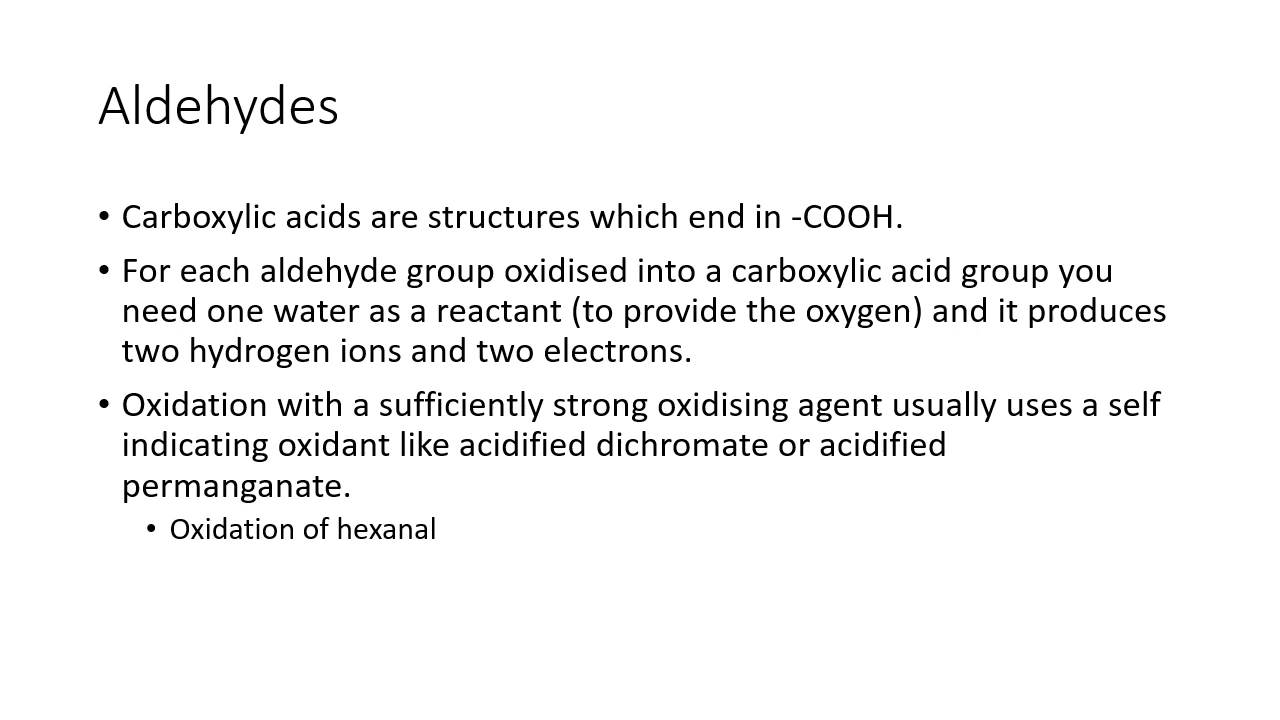 Aldehydes
• Carboxylic acids are structures which end in -COOH.
• For each aldehyde group oxidised into a carboxylic acid group you
need one water as a reactant (to provide the oxygen) and it produces
two hydrogen ions and two electrons.
• Oxidation with a sufficiently strong oxidising agent usually uses a self
indicating oxidant like acidified dichromate or acidified
permanganate.
• Oxidation of hexanal